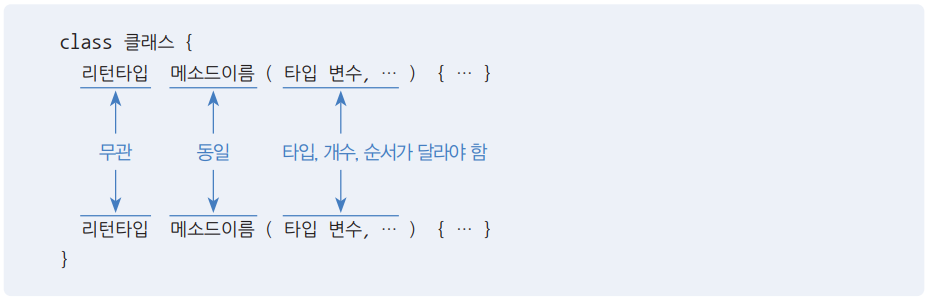 class 클래스 {
리턴타입 메소드이름 ( 타입 변수, … ) { … }
무관 동일 타입, 개수, 순서가 달라야 함
리턴타입 메소드이름 ( 타입 변수, … ) { … }
}